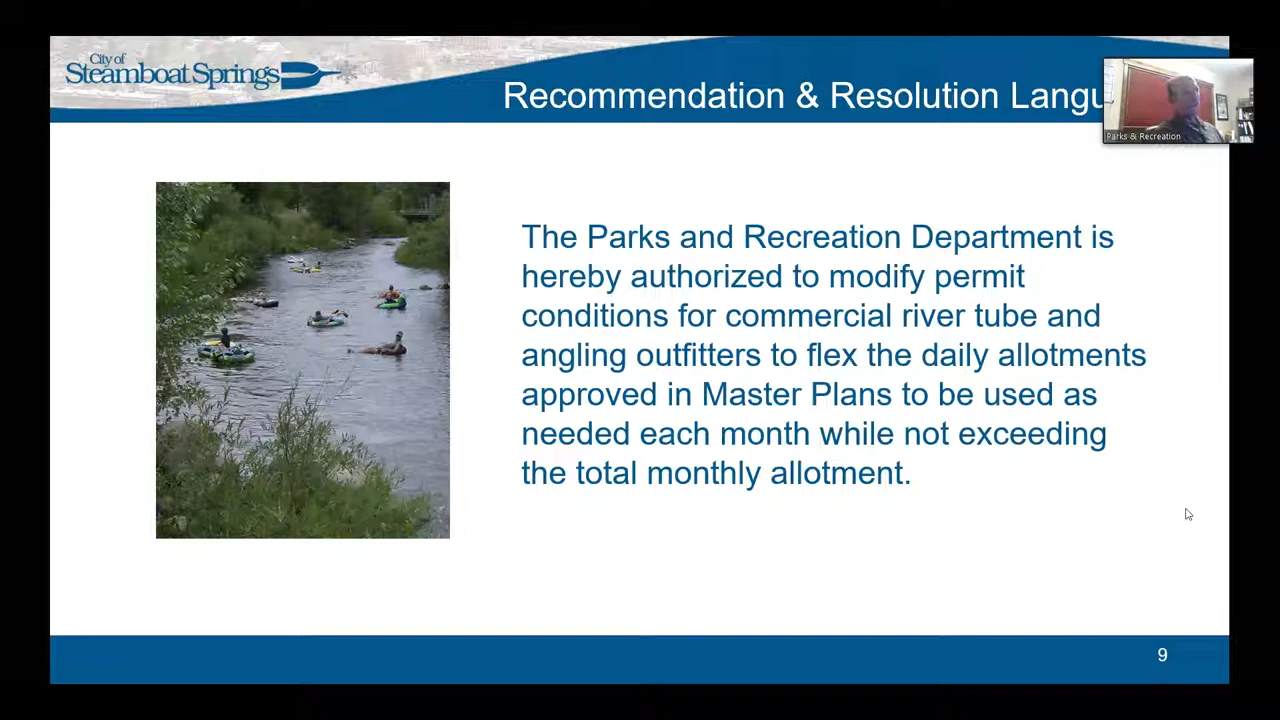 City of
Steamboat Springs
Recommendation & Resolution Langu
Parks & Recreation
The Parks and Recreation Department is
hereby authorized to modify permit
conditions for commercial river tube and
angling outfitters to flex the daily allotments
approved in Master Plans to be used as
needed each month while not exceeding
the total monthly allotment.
9